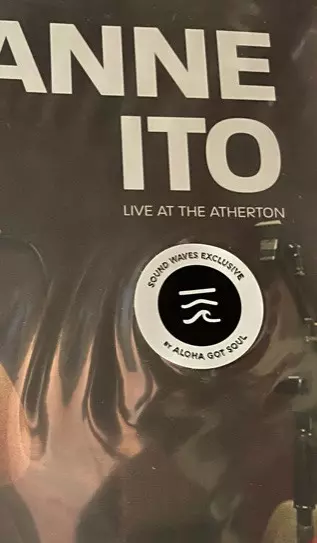 ANNE
ITO
LIVE AT THE ATHERTON
SOUND WAVES EXCLUSIVE
BY ALOHA GOT SOUL